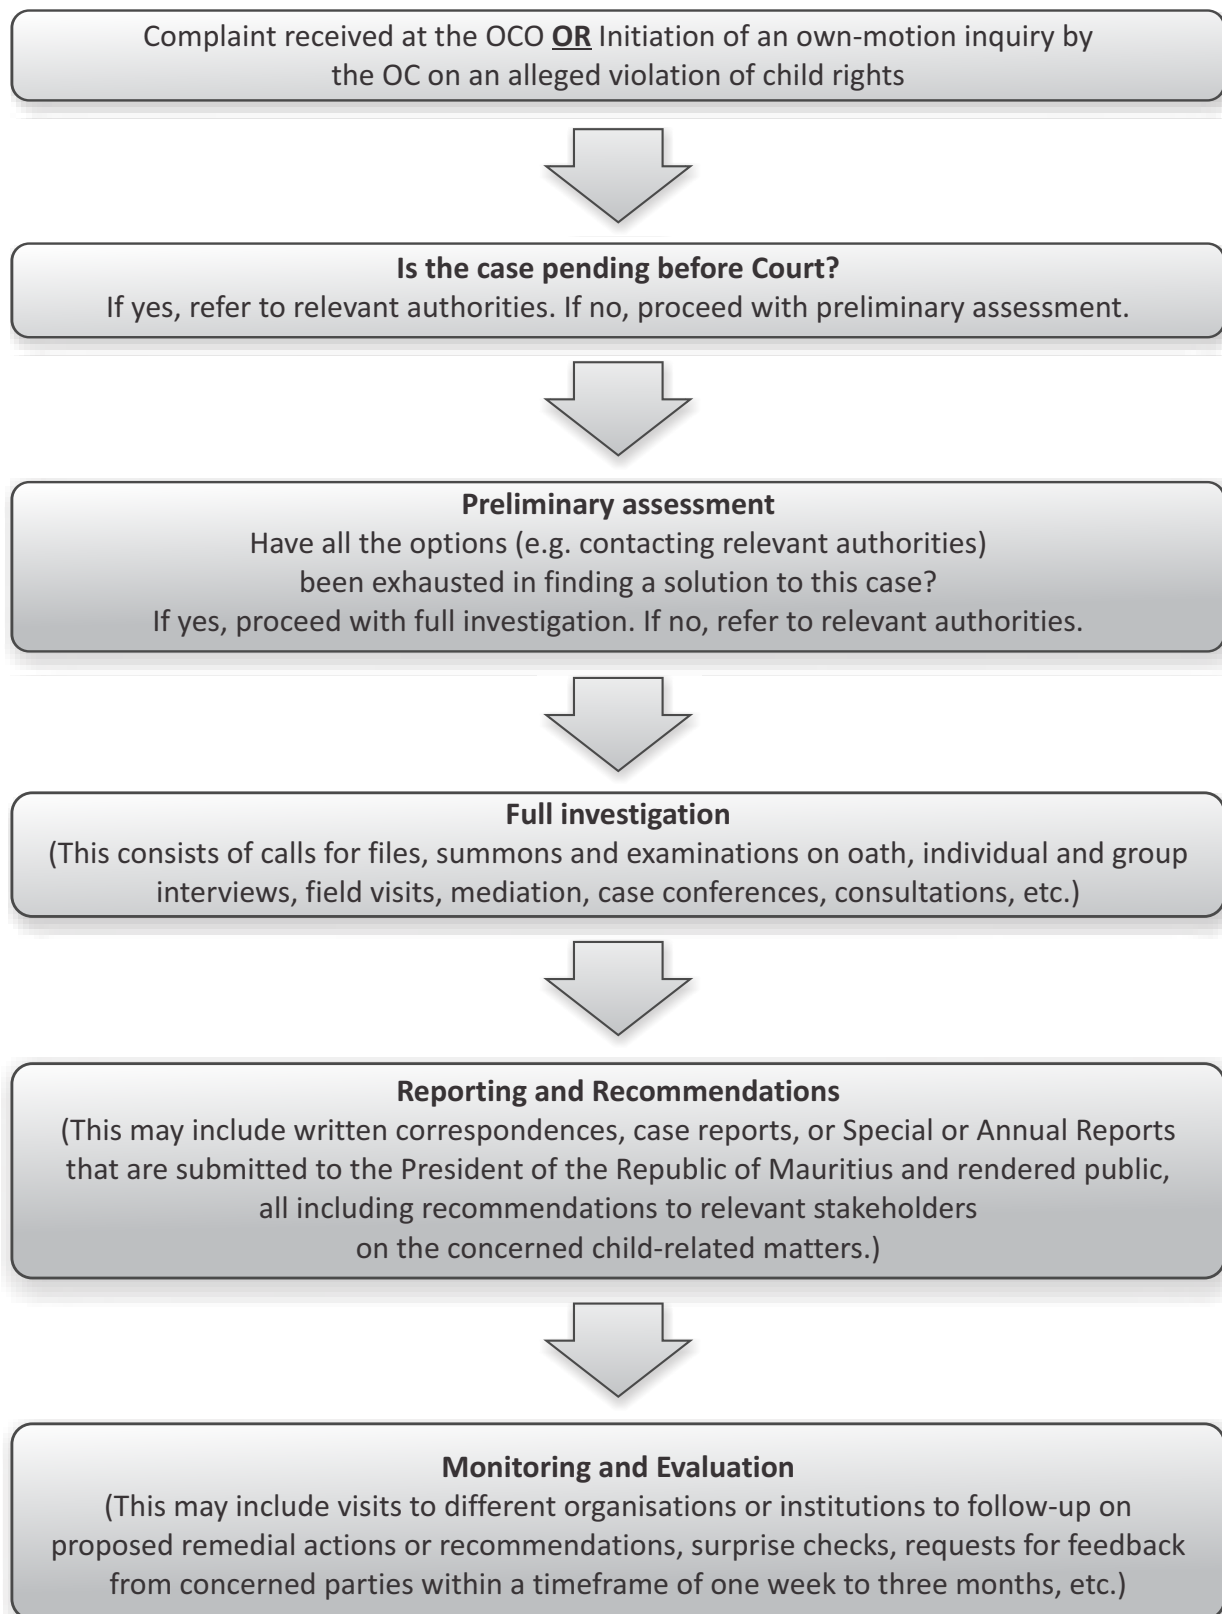 Complaint received at the OCO OR Initiation of an own-motion inquiry by
the OC on an alleged violation of child rights
Is the case pending before Court?
If yes, refer to relevant authorities. If no, proceed with preliminary assessment.
Preliminary assessment
Have all the options (e.g. contacting relevant authorities)
been exhausted in finding a solution to this case?
If yes, proceed with full investigation. If no, refer to relevant authorities.
Full investigation
(This consists of calls for files, summons and examinations on oath, individual and group
interviews, field visits, mediation, case conferences, consultations, etc.)
Reporting and Recommendations
(This may include written correspondences, case reports, or Special or Annual Reports
that are submitted to the President of the Republic of Mauritius and rendered public,
all including recommendations to relevant stakeholders
on the concerned child-related matters.)
Monitoring and Evaluation
(This may include visits to different organisations or institutions to follow-up on
proposed remedial actions or recommendations, surprise checks, requests for feedback
from concerned parties within a timeframe of one week to three months, etc.)